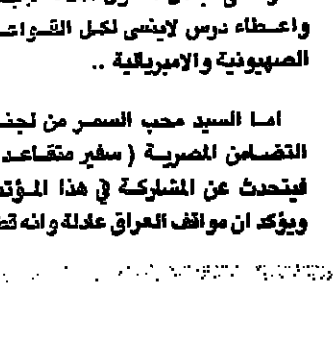 واعطاء درس لاينسى لكل القوات
الصهيونية والامبريالية ..
اما السيد محب السمر من لجنة
التضامن المصرية ( سفير متقاعد
فيتحدث عن المشاركة في هذا المؤتمر
ويؤكد ان مواقف العراق عادلة وانه